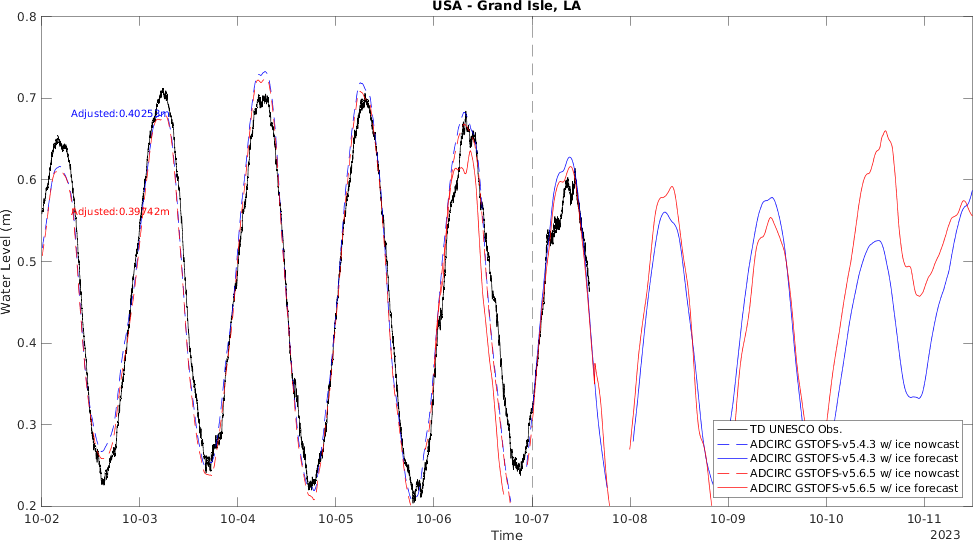 USA - Grand Isle, LA
0.8
0.7
0.6
0.5
0.4
0.3
0.2
Water Level (m)
Adjusted:0.40253m
Adjusted:0.39742m
TD UNESCO Obs.
ADCIRC GSTOFS-v5.4.3 w/ ice nowcast
ADCIRC GSTOFS-v5.4.3 w/ ice forecast
ADCIRC GSTOFS-v5.6.5 w/ ice nowcast
ADCIRC GSTOFS-v5.6.5 w/ ice forecast
10-02 10-03 10-04 10-05 10-06 10-07 10-08 10-09 10-10 10-11
Time
2023